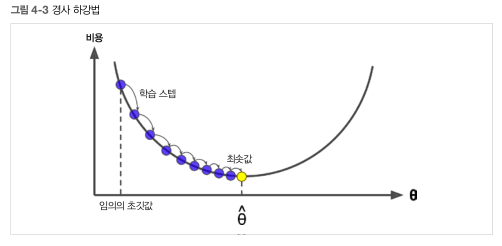 그림 4-3 경사 하강법
비용
학습 스텝
최솟값
θ
임의의 초깃값
θ̂